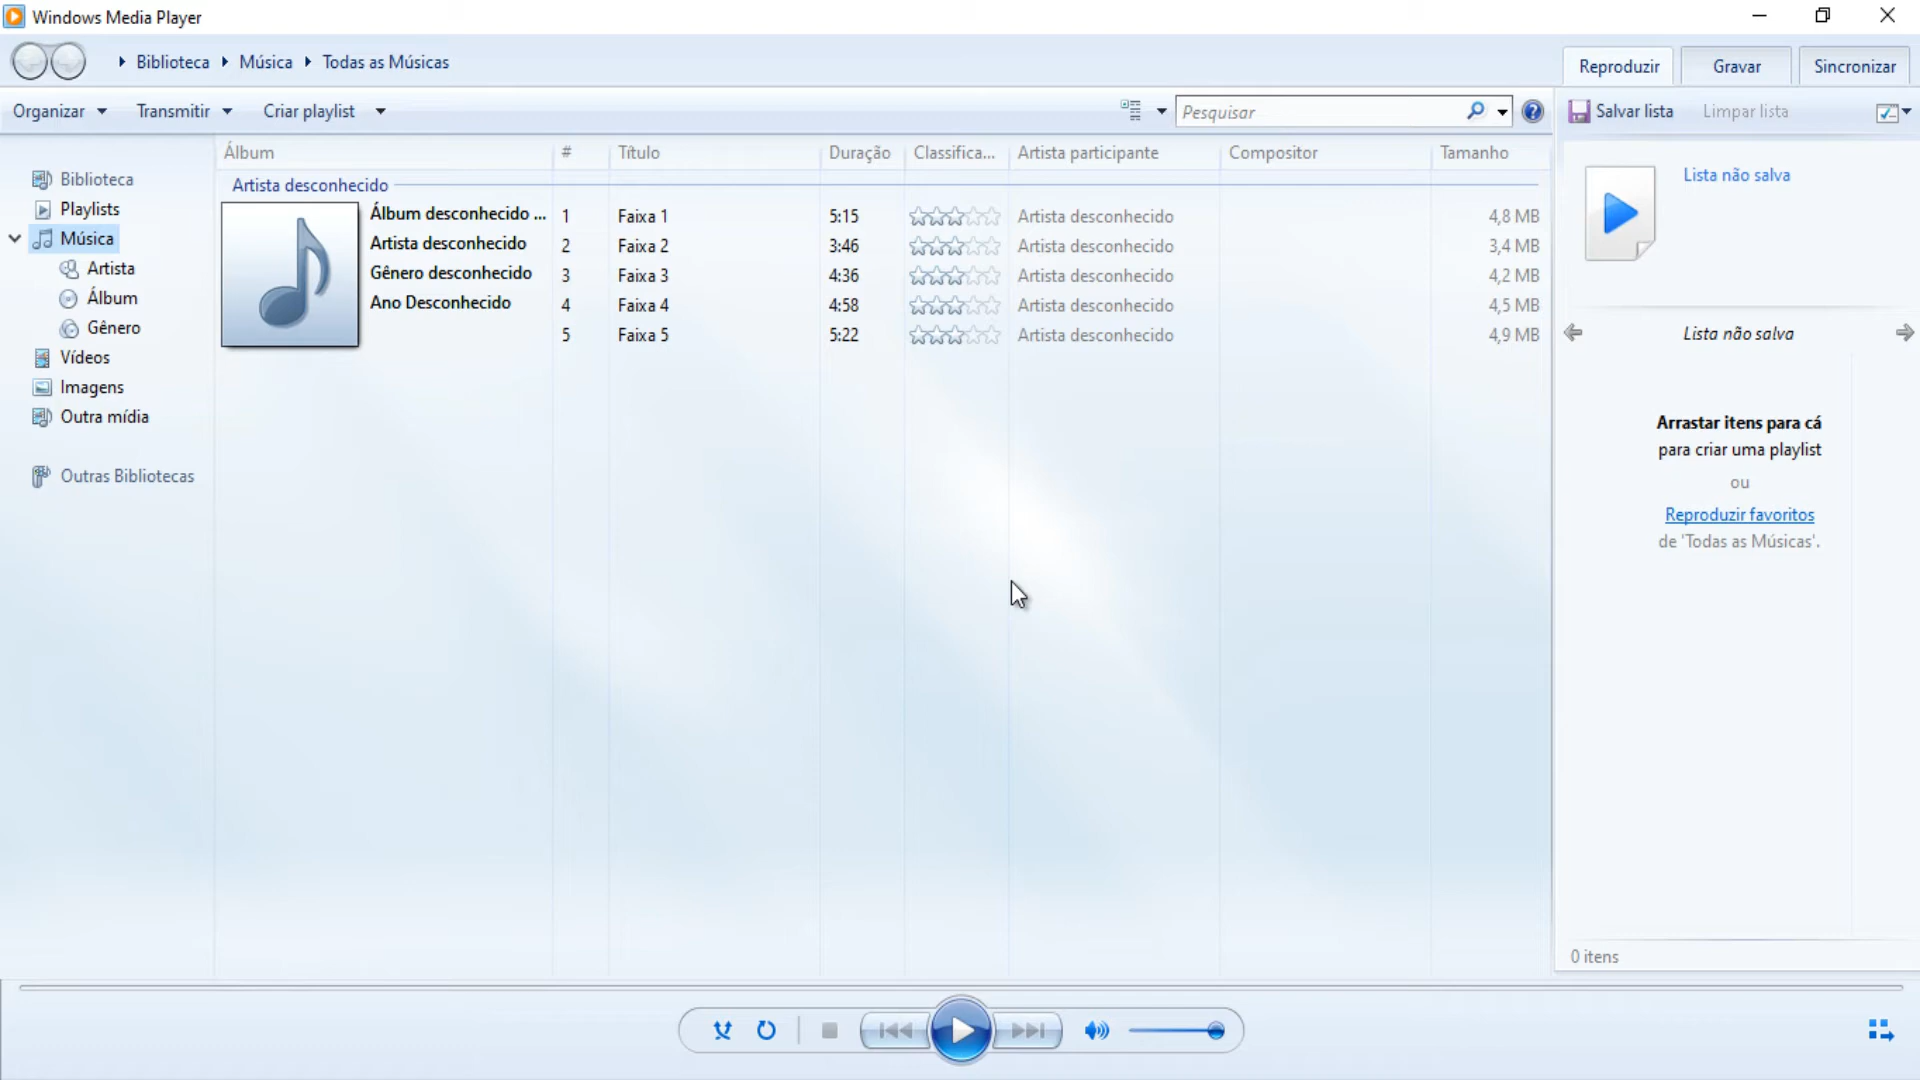 Windows Media Player
Biblioteca Música Todas as Músicas
Reproduzir Gravar Sincronizar
Organizar Transmitir Criar playlist Pesquisar Salvar lista Limpar lista
Álbum # Título Duração Classifica... Artista participante Compositor Tamanho
Biblioteca
Playlists
Música
Artista
Álbum
Gênero
Vídeos
Imagens
Outra mídia
Outras Bibliotecas
Artista desconhecido
Álbum desconhecido ...
Artista desconhecido
Gênero desconhecido
Ano Desconhecido
1 Faixa 1 5:15 Artista desconhecido 4,8 MB
2 Faixa 2 3:46 Artista desconhecido 3,4 MB
3 Faixa 3 4:36 Artista desconhecido 4,2 MB
4 Faixa 4 4:58 Artista desconhecido 4,5 MB
5 Faixa 5 5:22 Artista desconhecido 4,9 MB
Lista não salva
Lista não salva
Arrastar itens para cá
para criar uma playlist
ou
Reproduzir favoritos
de 'Todas as Músicas'.
0 itens